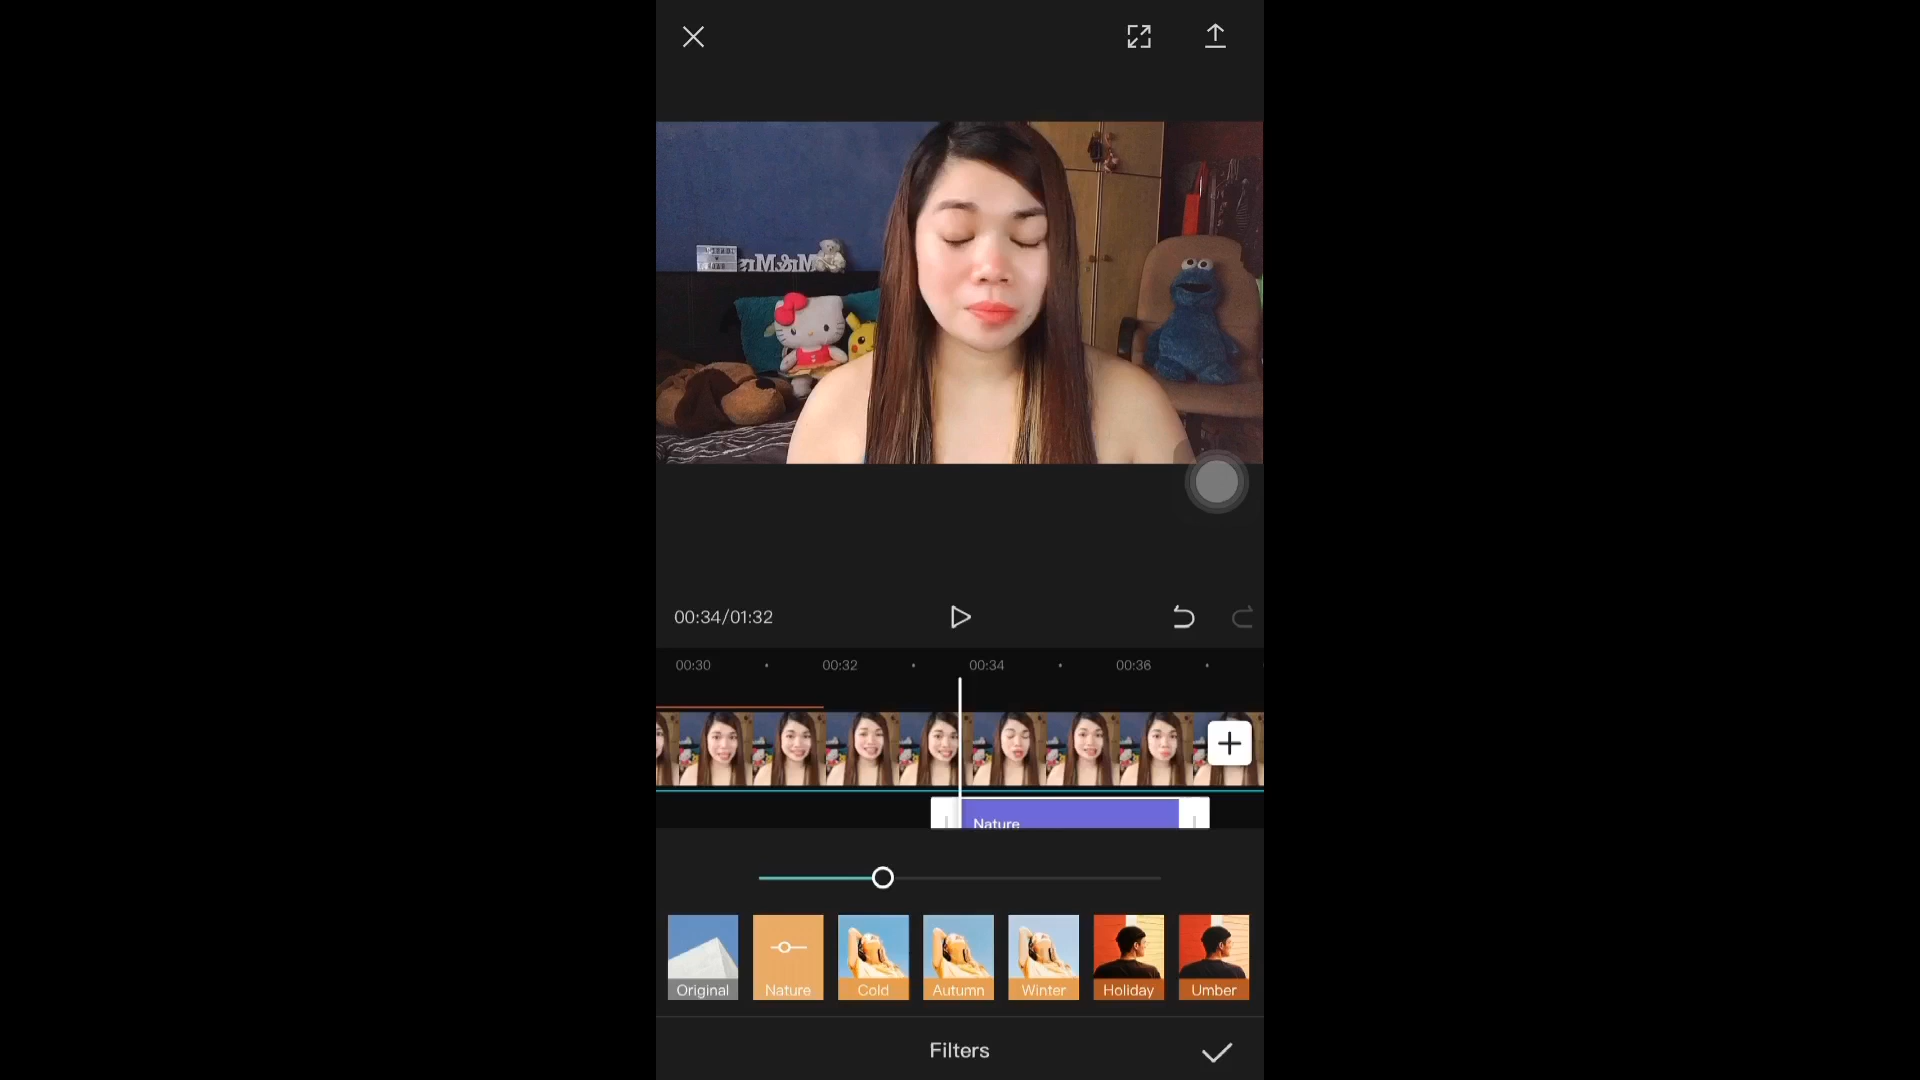 00:34/01:32
00:30
00:32
00:34
00:36
Nature
Original
Nature
Cold
Autumn
Winter
Holiday
Umber
Filters